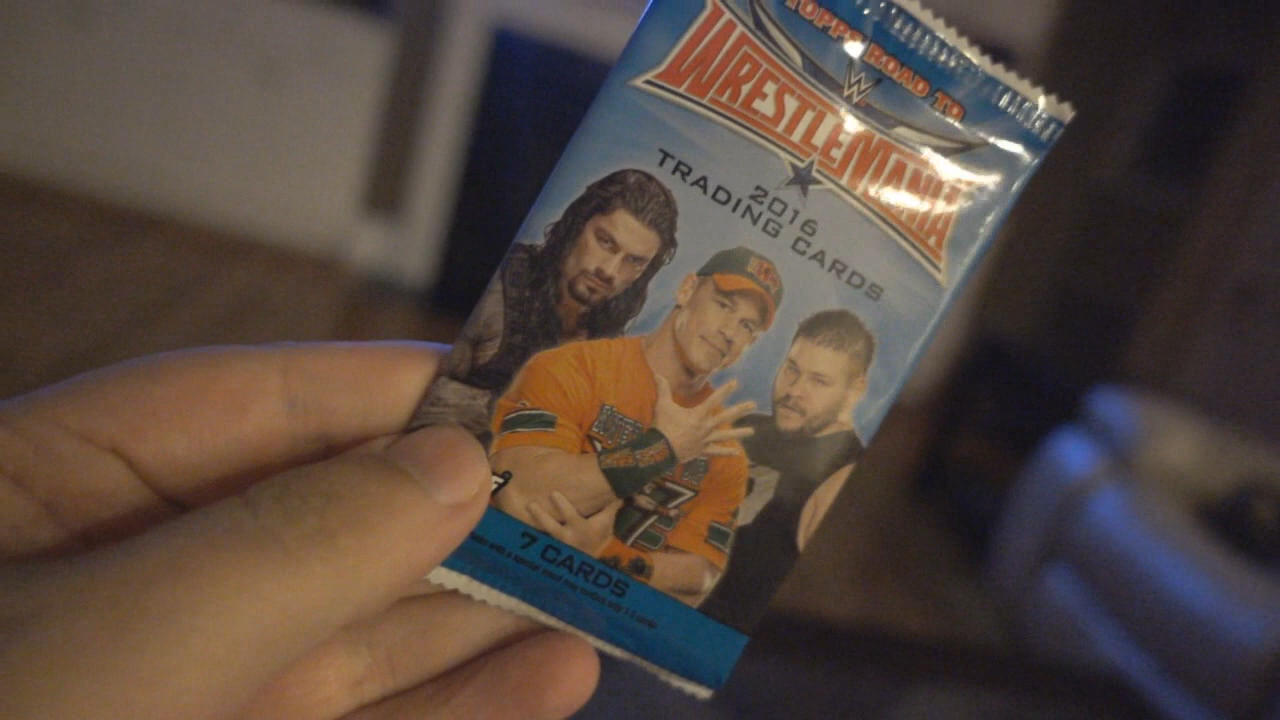 TOPPS ROAD TO
W
WRESTLEMANIA
2016
TRADING CARDS
7 CARDS